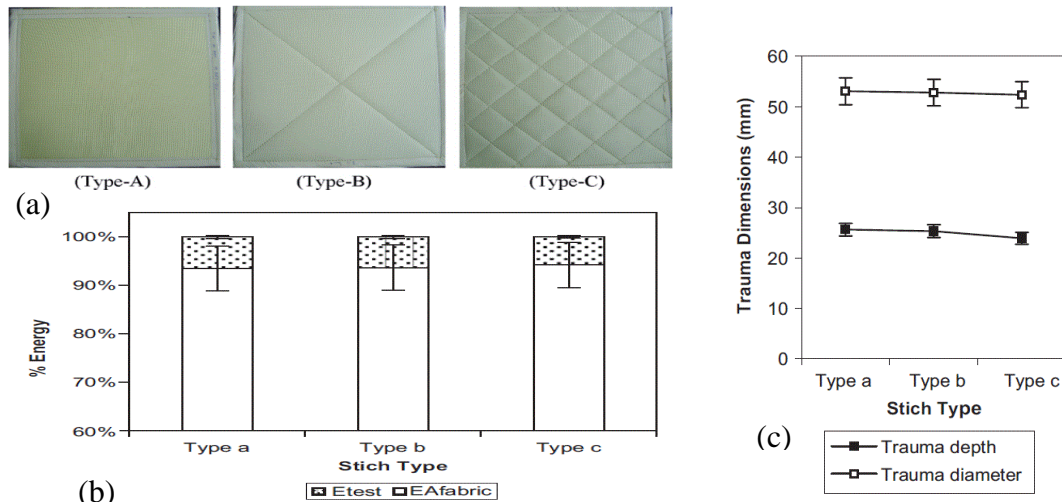 (Type-A) (Type-B) (Type-C)
(a)
100%
90%
80%
70%
60%
% Energy
Type a Type b Type c
Stich Type
Etest EAfabric
(b)
60
50
40
30
20
10
0
Trauma Dimensions (mm)
Type a Type b Type c
Stich Type
Trauma depth
Trauma diameter
(c)